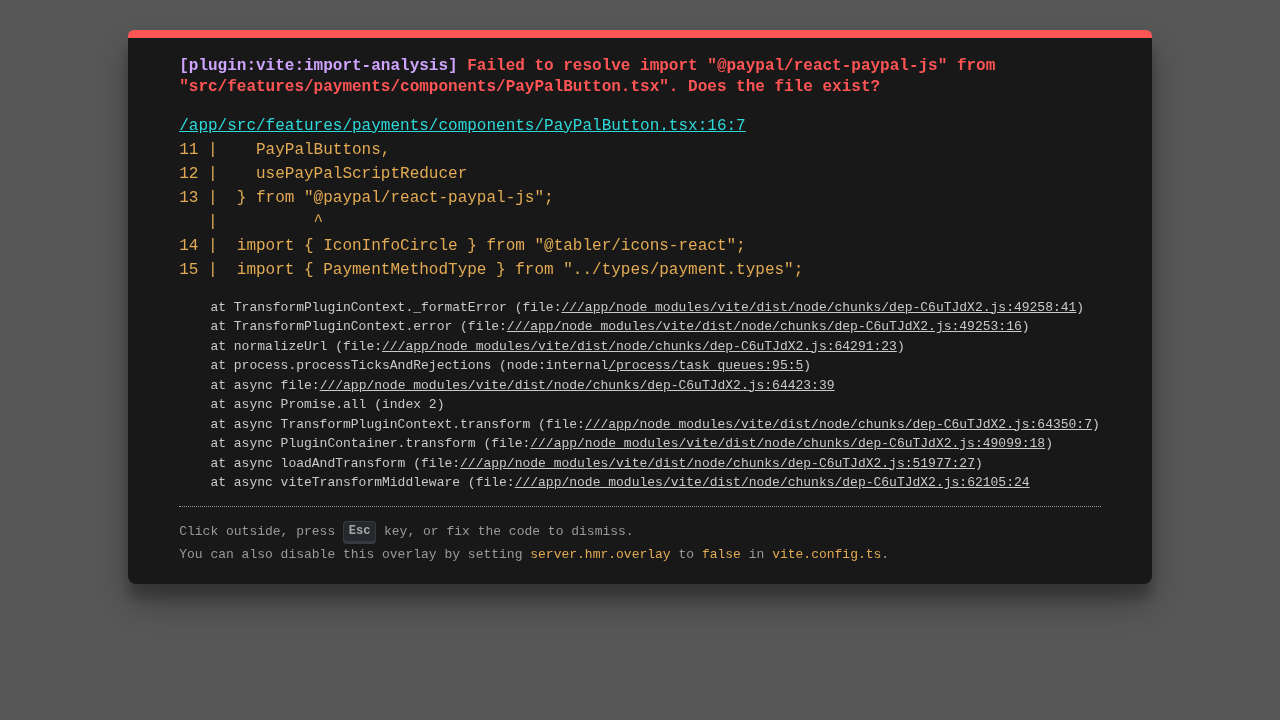 [plugin:vite:import-analysis] Failed to resolve import "@paypal/react-paypal-js" from
"src/features/payments/components/PayPalButton.tsx". Does the file exist?
/app/src/features/payments/components/PayPalButton.tsx:16:7
11 |    PayPalButtons,
12 |    usePayPalScriptReducer
13 |  } from "@paypal/react-paypal-js";
   |          ^
14 |  import { IconInfoCircle } from "@tabler/icons-react";
15 |  import { PaymentMethodType } from "../types/payment.types";
at TransformPluginContext._formatError (file:///app/node_modules/vite/dist/node/chunks/dep-C6uTJdX2.js:49258:41)
at TransformPluginContext.error (file:///app/node_modules/vite/dist/node/chunks/dep-C6uTJdX2.js:49253:16)
at normalizeUrl (file:///app/node_modules/vite/dist/node/chunks/dep-C6uTJdX2.js:64291:23)
at process.processTicksAndRejections (node:internal/process/task_queues:95:5)
at async file:///app/node_modules/vite/dist/node/chunks/dep-C6uTJdX2.js:64423:39
at async Promise.all (index 2)
at async TransformPluginContext.transform (file:///app/node_modules/vite/dist/node/chunks/dep-C6uTJdX2.js:64350:7)
at async PluginContainer.transform (file:///app/node_modules/vite/dist/node/chunks/dep-C6uTJdX2.js:49099:18)
at async loadAndTransform (file:///app/node_modules/vite/dist/node/chunks/dep-C6uTJdX2.js:51977:27)
at async viteTransformMiddleware (file:///app/node_modules/vite/dist/node/chunks/dep-C6uTJdX2.js:62105:24
Click outside, press Esc key, or fix the code to dismiss.
You can also disable this overlay by setting server.hmr.overlay to false in vite.config.ts.